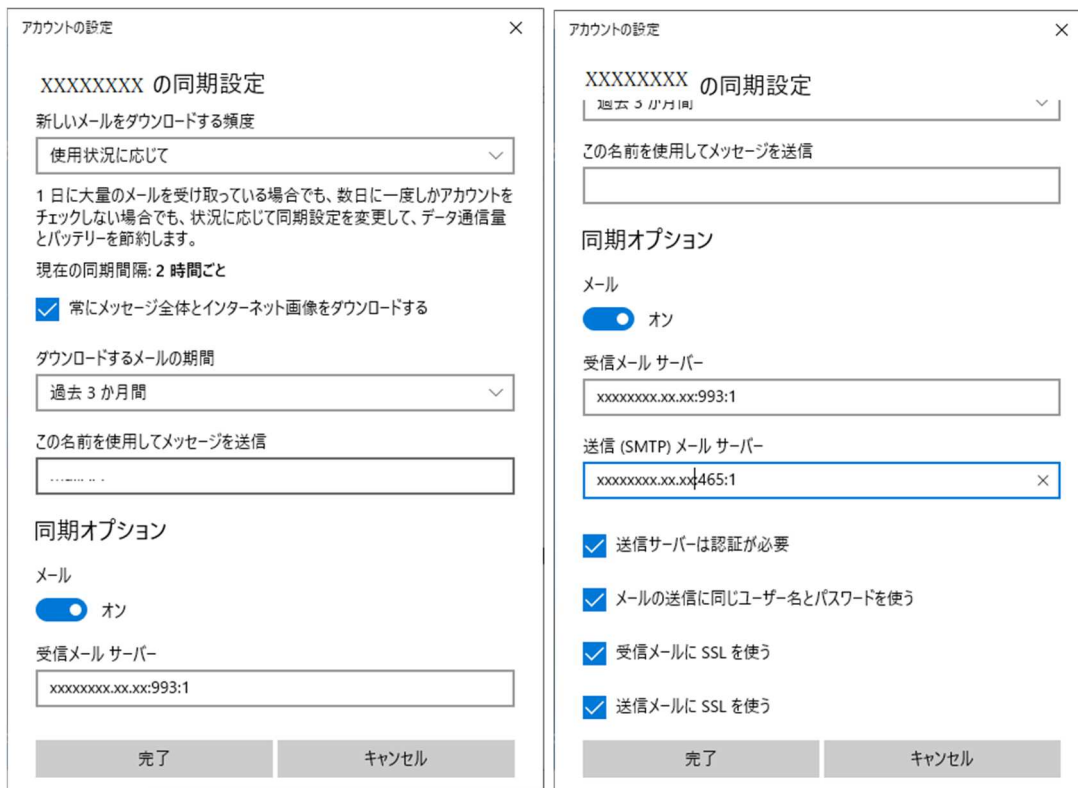 アカウントの設定
XXXXXXXX の同期設定
新しいメールをダウンロードする頻度
使用状況に応じて
1 日に大量のメールを受け取っている場合でも、数日に一度しかアカウントを
チェックしない場合でも、状況に応じて同期設定を変更して、データ通信量
とバッテリーを節約します。
現在の同期間隔: 2 時間ごと
常にメッセージ全体とインターネット画像をダウンロードする
ダウンロードするメールの期間
過去 3 か月間
この名前を使用してメッセージを送信
同期オプション
メール
オン
受信メール サーバー
xxxxxxxx.xx.xx:993:1
完了
キャンセル
アカウントの設定
XXXXXXXX の同期設定
過去 3 か月間
この名前を使用してメッセージを送信
同期オプション
メール
オン
受信メール サーバー
xxxxxxxx.xx.xx:993:1
送信 (SMTP) メール サーバー
xxxxxxxx.xx.xx:465:1
送信サーバーは認証が必要
メールの送信に同じユーザー名とパスワードを使う
受信メールに SSL を使う
送信メールに SSL を使う
完了
キャンセル